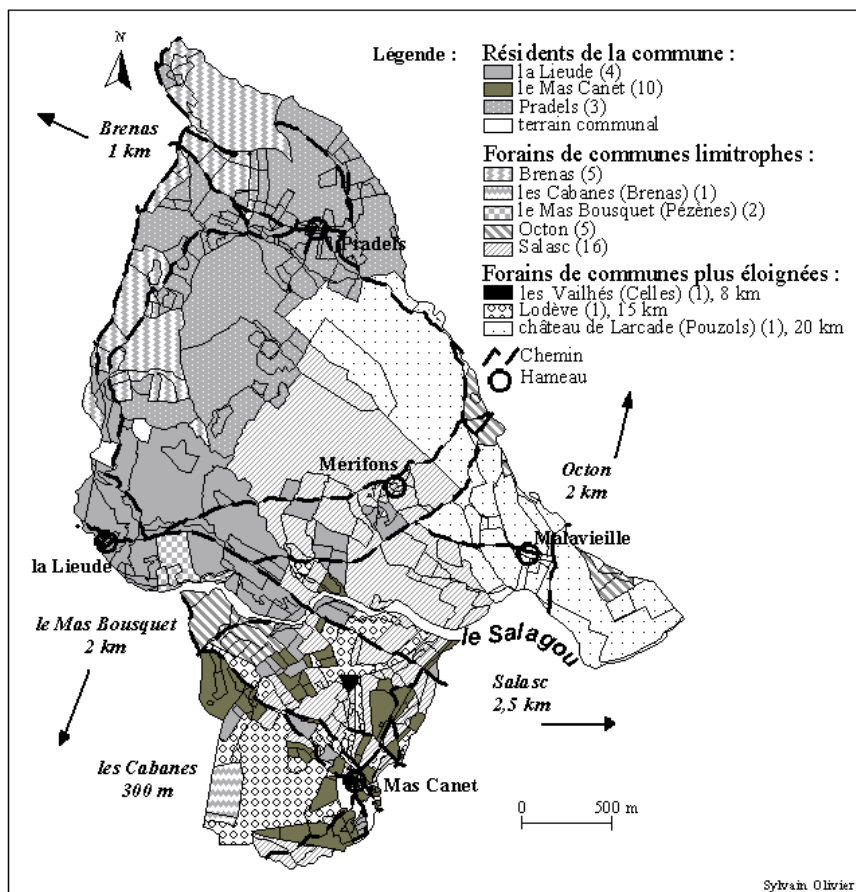 N
Légende :
Résidents de la commune :
la Lieude (4)
le Mas Canet (10)
Pradels (3)
terrain communal
Forains de communes limitrophes :
Brenas (5)
les Cabanes (Brenas) (1)
le Mas Bousquet (Pézènes) (2)
Octon (5)
Salasc (16)
Forains de communes plus éloignées :
les Vailhés (Celles) (1), 8 km
Lodève (1), 15 km
château de Larcade (Pouzols) (1), 20 km
Chemin
Hameau
Brenas
1 km
Pradels
Mérifons
Octon
2 km
Malavieille
la Lieude
le Mas Bousquet
2 km
le Salagou
Salasc
2,5 km
les Cabanes
300 m
Mas Canet
0 500 m
Sylvain Olivier